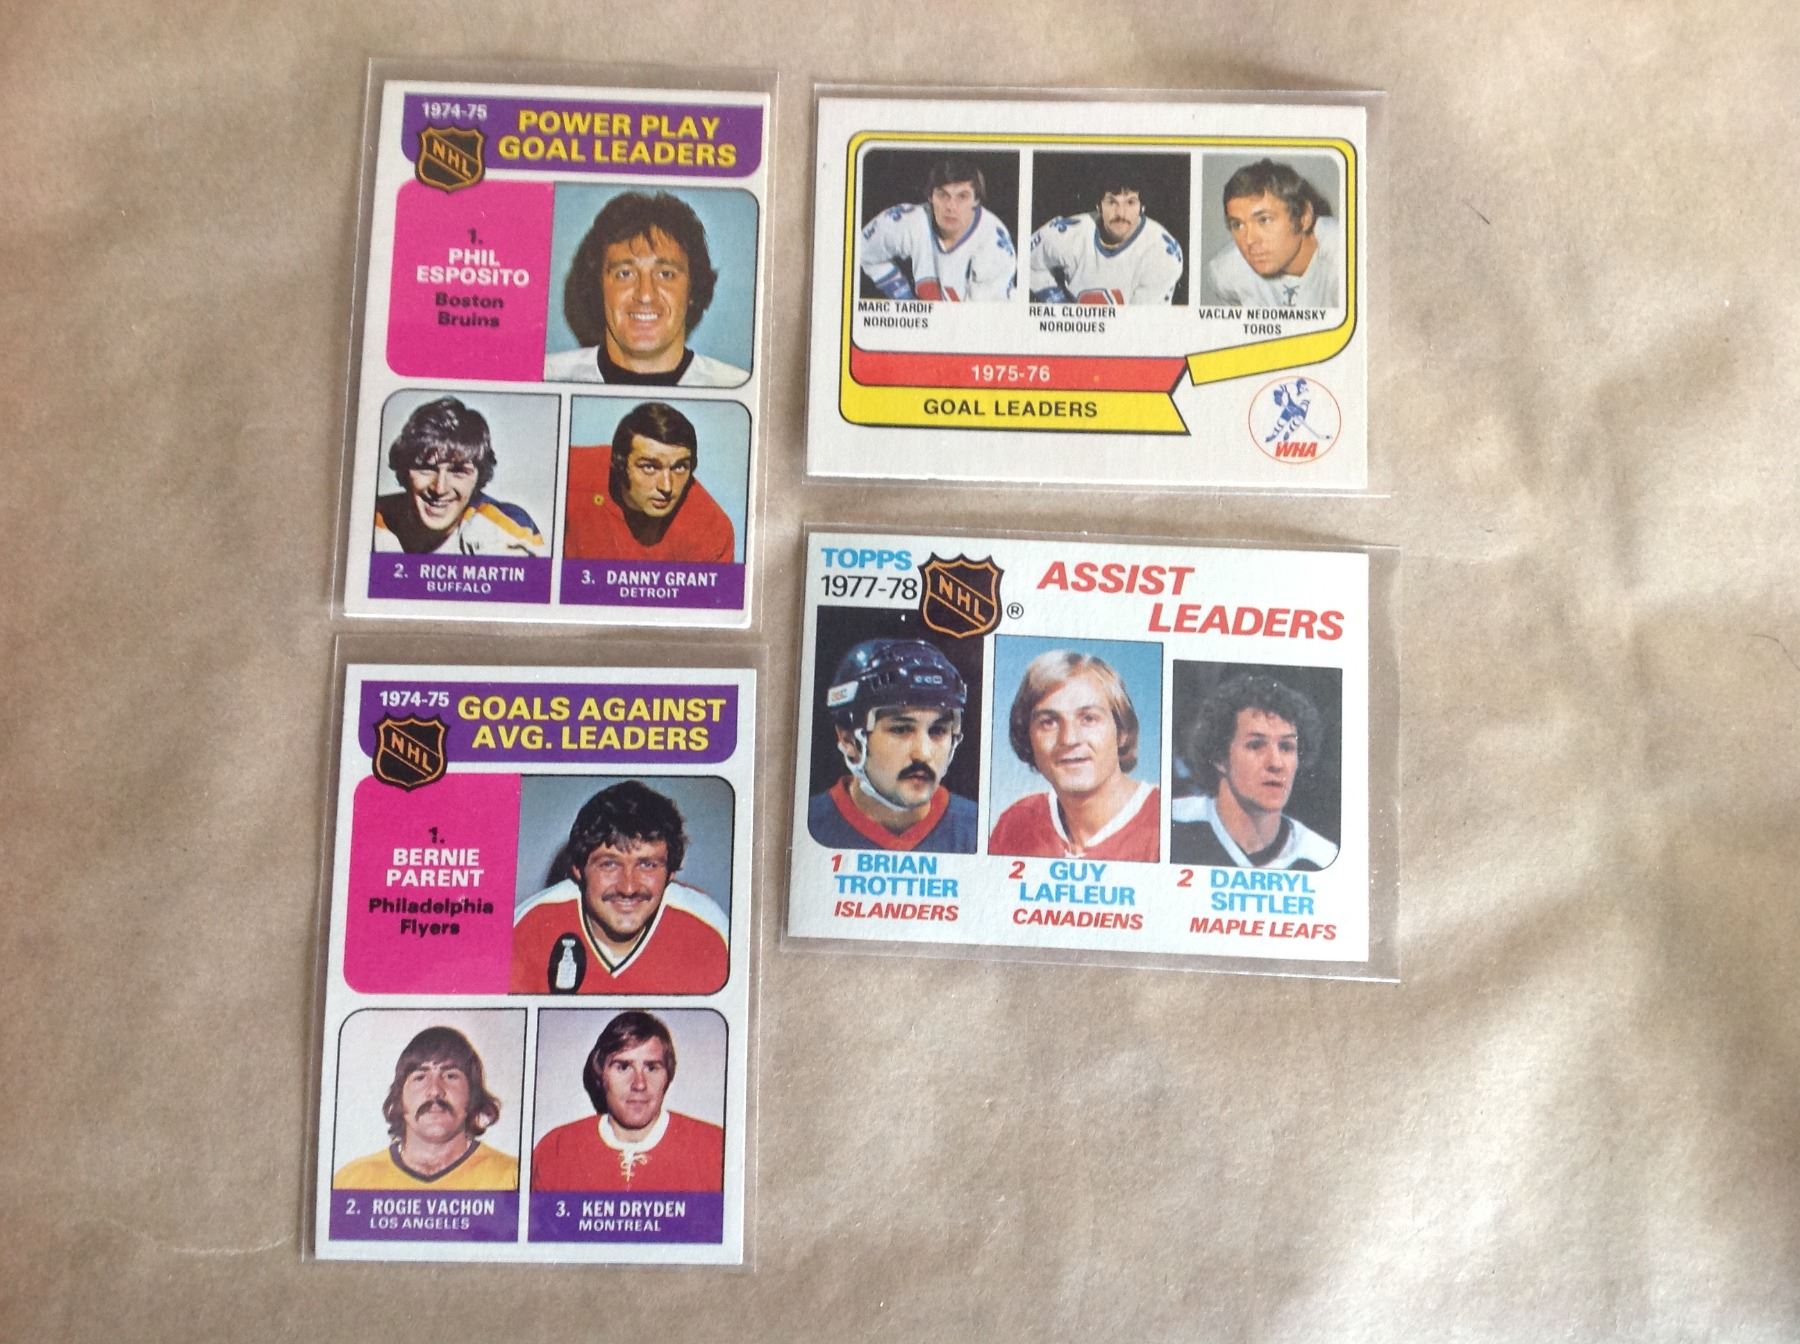 1974-75
NHL
POWER PLAY
GOAL LEADERS
1.
PHIL
ESPOSITO
Boston
Bruins
2. RICK MARTIN
BUFFALO
3. DANNY GRANT
DETROIT
MARC TARDIF
NORDIQUES
REAL CLOUTIER
NORDIQUES
VACLAV NEDOMANSKY
TOROS
1975-76
GOAL LEADERS
WHA
1974-75
NHL
GOALS AGAINST
AVG. LEADERS
1.
BERNIE
PARENT
Philadelphia
Flyers
2. ROGIE VACHON
LOS ANGELES
3. KEN DRYDEN
MONTREAL
TOPPS
1977-78
NHL
®
ASSIST
LEADERS
1 BRIAN
TROTTIER
ISLANDERS
2 GUY
LAFLEUR
CANADIENS
2 DARRYL
SITTLER
MAPLE LEAFS